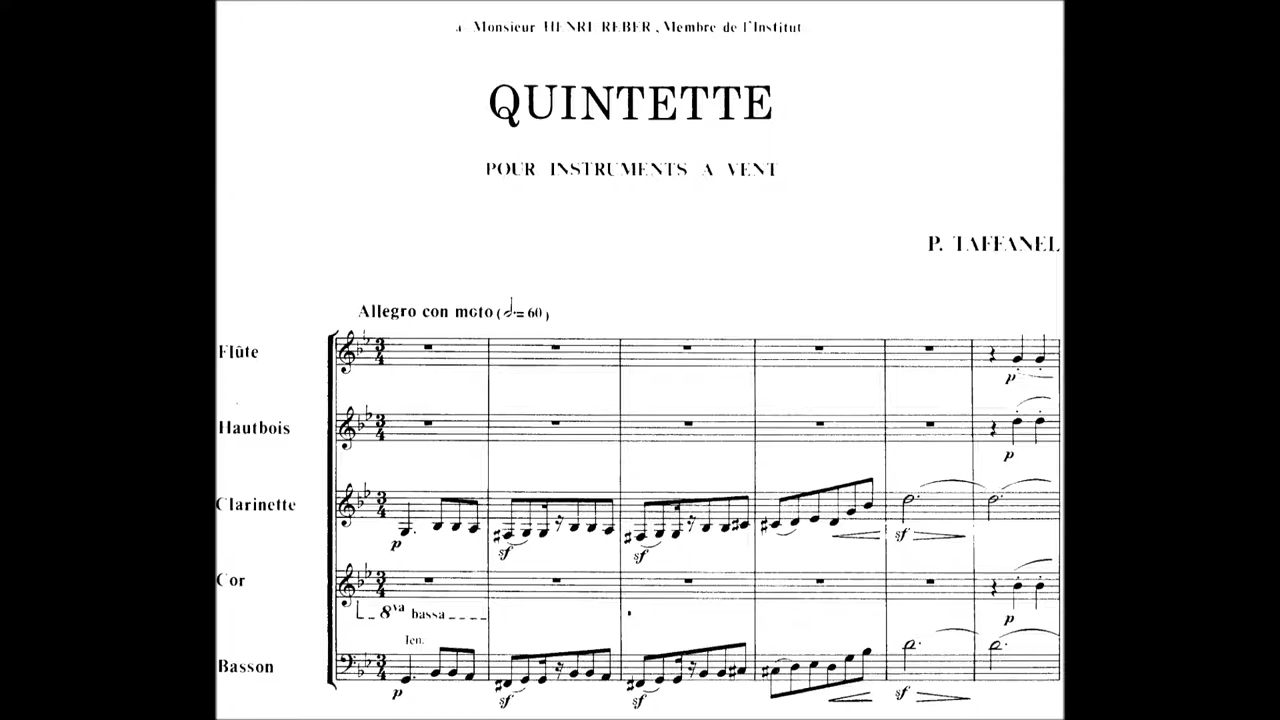 a Monsieur HENRI REBER, Membre de l'Institut
QUINTETTE
POUR INSTRUMENTS A VENT
P. TAFFANEL
Allegro con moto (𝅗𝅥. = 60)
Flûte
p
Hautbois
p
Clarinette
p sf sf sf
Cor
p
8va bassa
Ten.
Basson
p sf sf sf